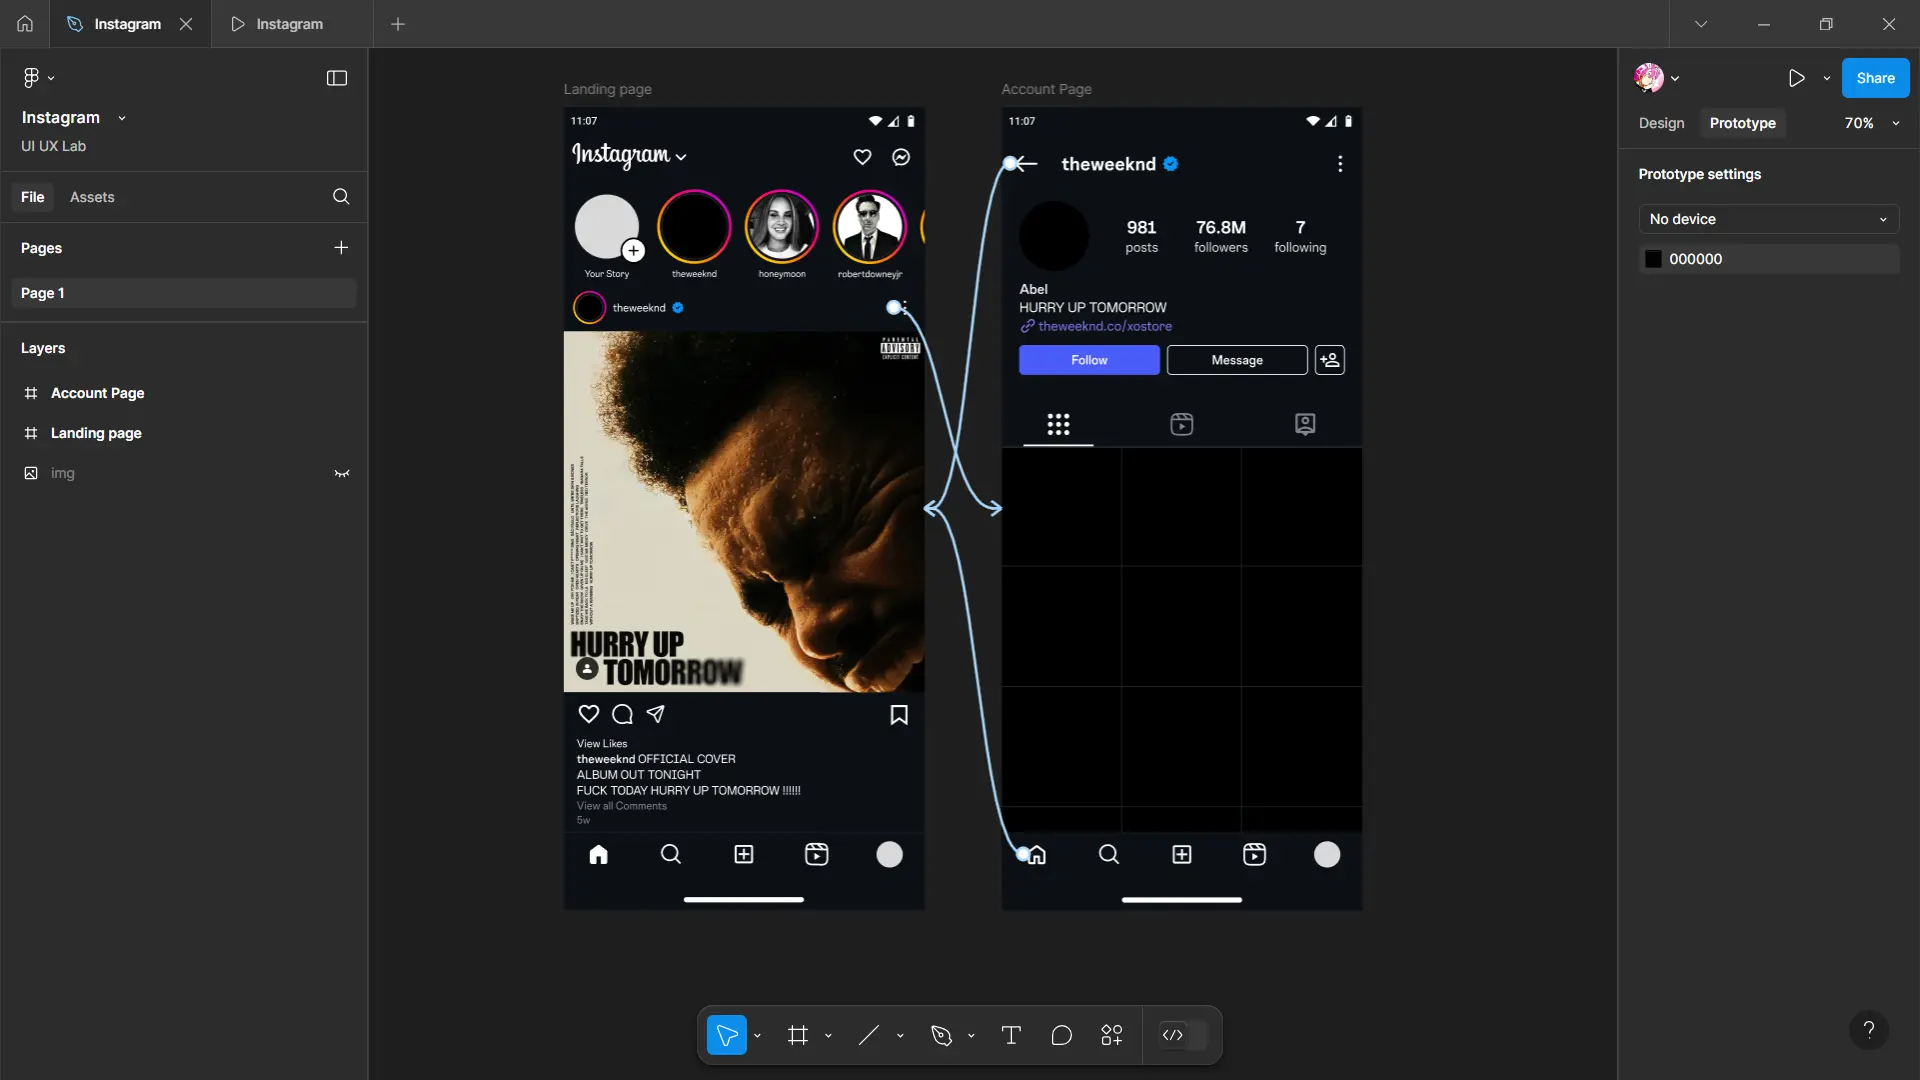 Instagram
Instagram
Instagram
UI UX Lab
File
Assets
Pages
Page 1
Layers
Account Page
Landing page
img
Landing page
11:07
Instagram
Your Story
theweeknd
honeymoon
robertdowneyjr
theweeknd
PARENTAL
ADVISORY
EXPLICIT CONTENT
HURRY UP
TOMORROW
View Likes
theweeknd OFFICIAL COVER
ALBUM OUT TONIGHT
FUCK TODAY HURRY UP TOMORROW !!!!!!
View all Comments
5w
Account Page
11:07
theweeknd
981
posts
76.8M
followers
7
following
Abel
HURRY UP TOMORROW
theweeknd.co/xostore
Follow
Message
Share
Design
Prototype
70%
Prototype settings
No device
000000